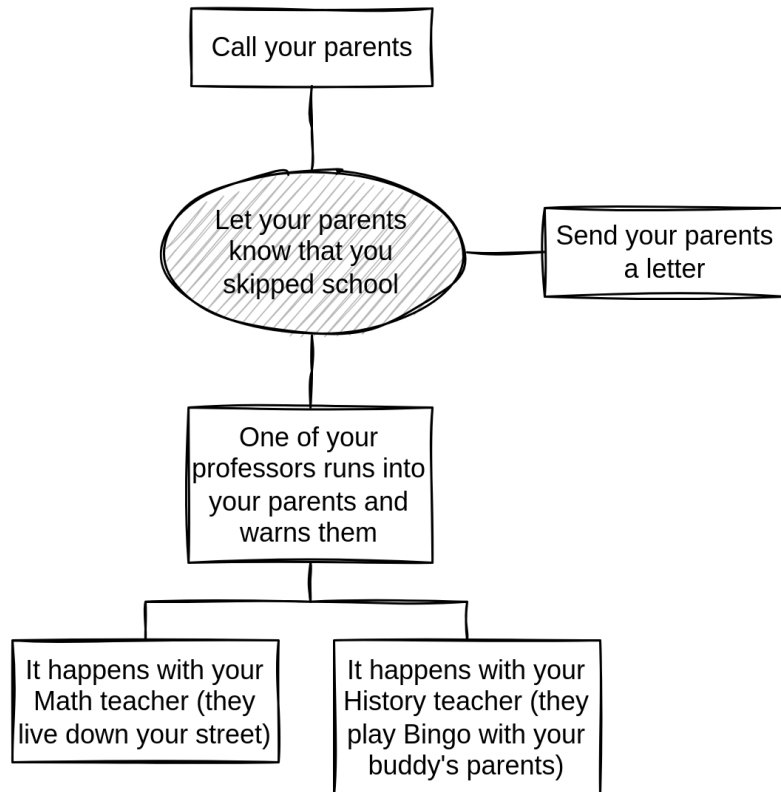 Call your parents
Let your parents
know that you
skipped school
Send your parents
a letter
One of your
professors runs into
your parents and
warns them
It happens with your
Math teacher (they
live down your street)
It happens with your
History teacher (they
play Bingo with your
buddy's parents)